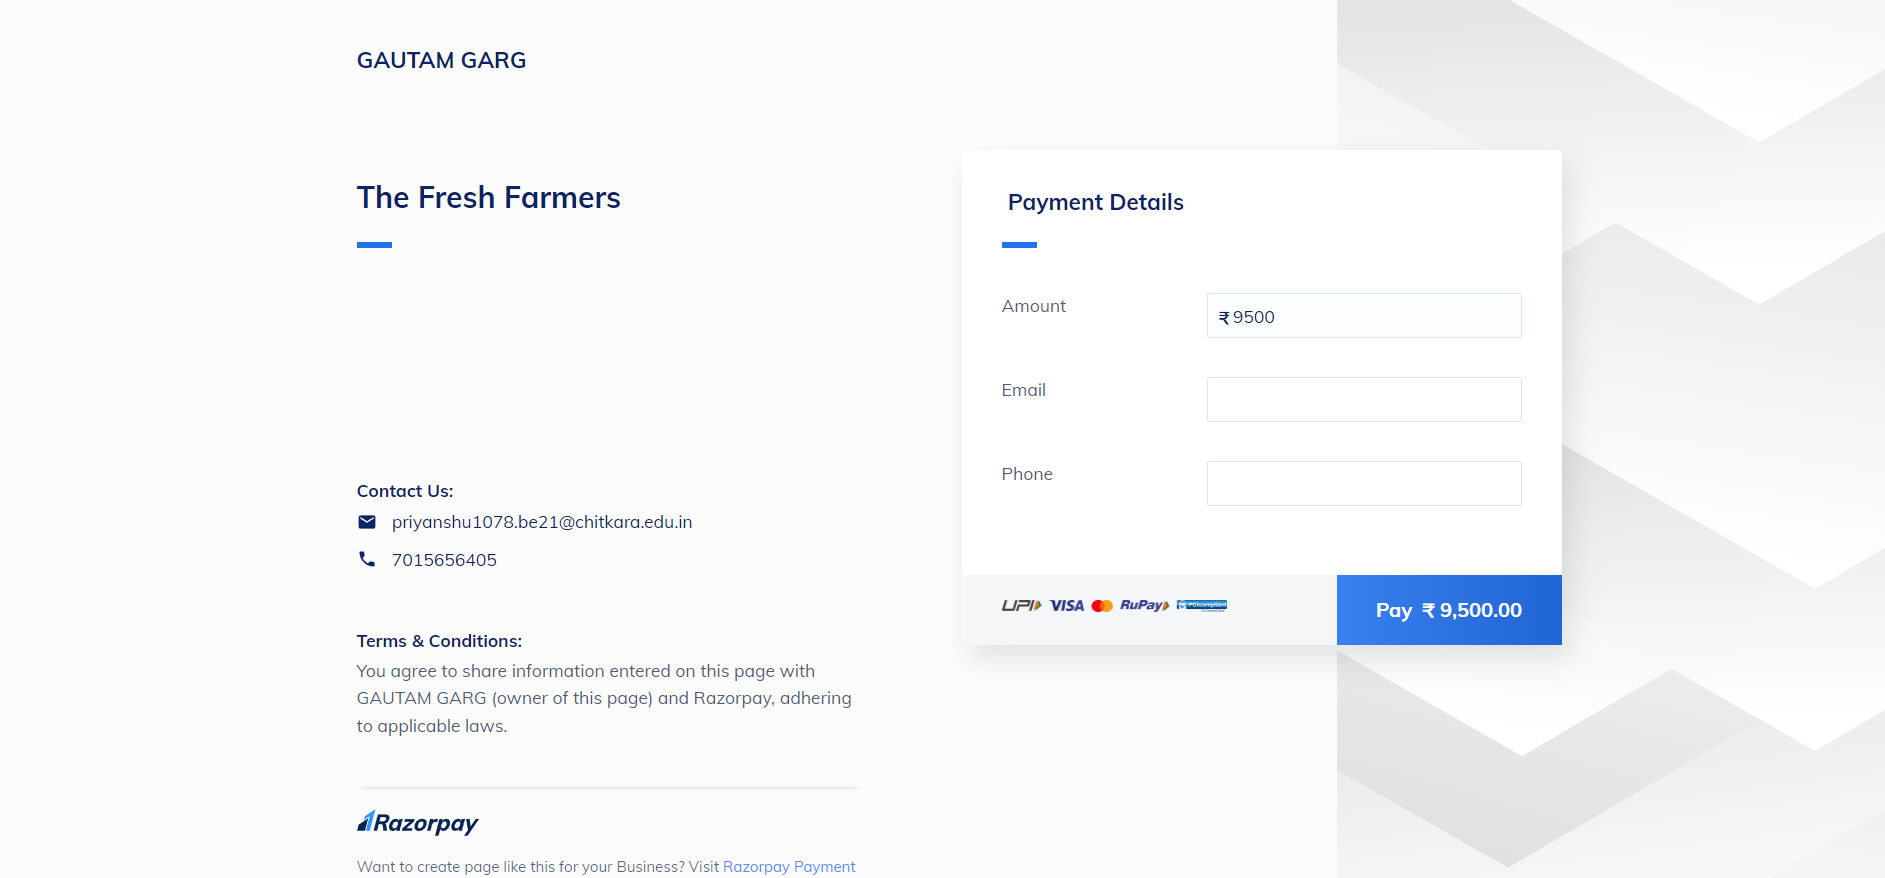 GAUTAM GARG
The Fresh Farmers
Contact Us:
priyanshu1078.be21@chitkara.edu.in
7015656405
Terms & Conditions:
You agree to share information entered on this page with
GAUTAM GARG (owner of this page) and Razorpay, adhering
to applicable laws.
Razorpay
Want to create page like this for your Business? Visit Razorpay Payment
Payment Details
Amount
₹ 9500
Email
Phone
UPI VISA RuPay PCI compliant
Pay ₹ 9,500.00